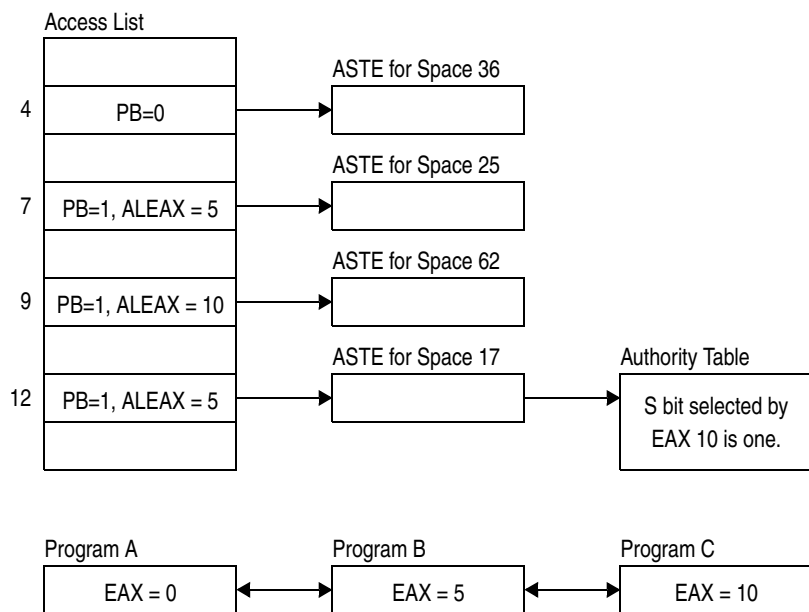 Access List
ASTE for Space 36
4 PB=0
ASTE for Space 25
7 PB=1, ALEAX = 5
ASTE for Space 62
9 PB=1, ALEAX = 10
ASTE for Space 17 Authority Table
12 PB=1, ALEAX = 5
S bit selected by
EAX 10 is one.
Program A Program B Program C
EAX = 0 EAX = 5 EAX = 10